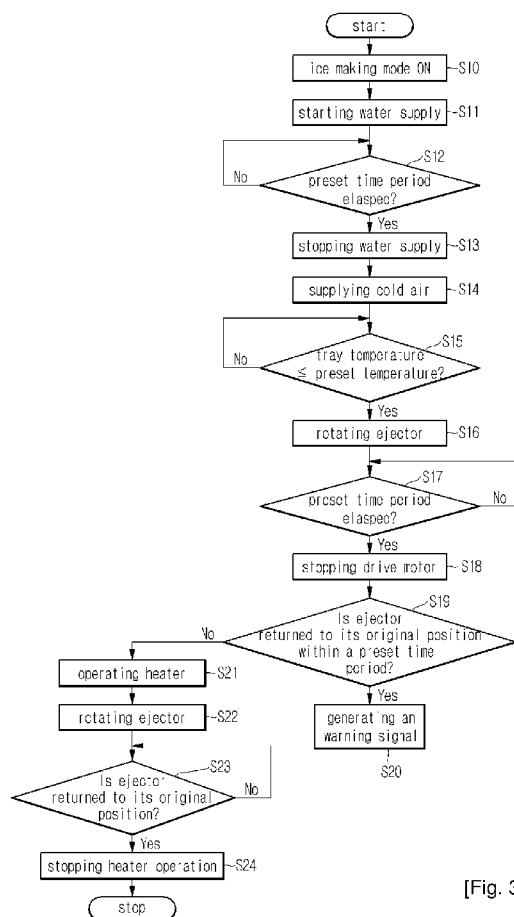 start
ice making mode ON
S10
starting water supply
S11
S12
No
preset time period
elaspec?
Yes
stopping water supply
S13
supplying cold air
S14
S15
No
tray temperature
≤ preset temperature?
Yes
rotating ejector
S16
S17
preset time period
elaspec?
No
Yes
stopping drive motor
S18
S19
Is ejector
returned to its original position
within a preset time
period?
No
Yes
operating heater
S21
generating an
warning signal
S20
rotating ejector
S22
S23
Is ejector
returned to its original
position?
No
Yes
stopping heater operation
S24
stop
[Fig. 3